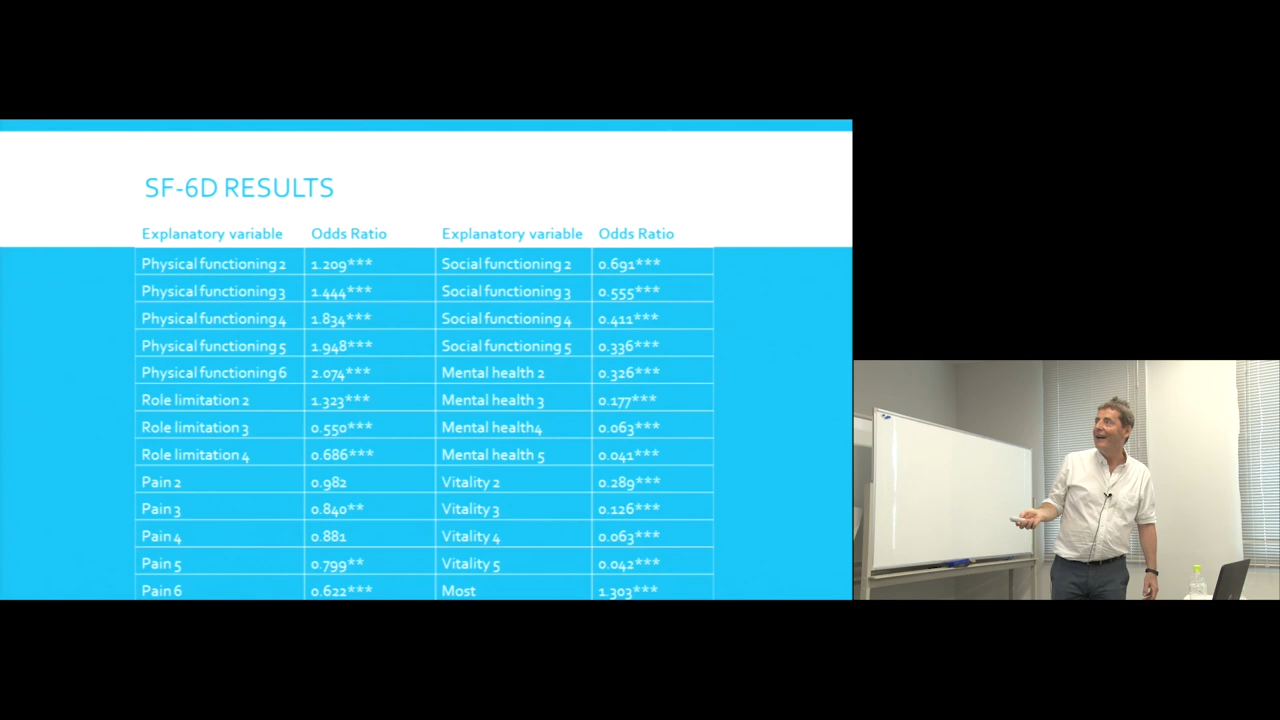 SF-6D RESULTS
Explanatory variable Odds Ratio Explanatory variable Odds Ratio
Physical functioning 2 1.209*** Social functioning 2 0.691***
Physical functioning 3 1.444*** Social functioning 3 0.555***
Physical functioning 4 1.834*** Social functioning 4 0.411***
Physical functioning 5 1.948*** Social functioning 5 0.336***
Physical functioning 6 2.074*** Mental health 2 0.326***
Role limitation 2 1.323*** Mental health 3 0.177***
Role limitation 3 0.550*** Mental health4 0.063***
Role limitation 4 0.686*** Mental health 5 0.041***
Pain 2 0.982 Vitality 2 0.289***
Pain 3 0.840** Vitality 3 0.126***
Pain 4 0.881 Vitality 4 0.063***
Pain 5 0.799** Vitality 5 0.042***
Pain 6 0.622*** Most 1.303***